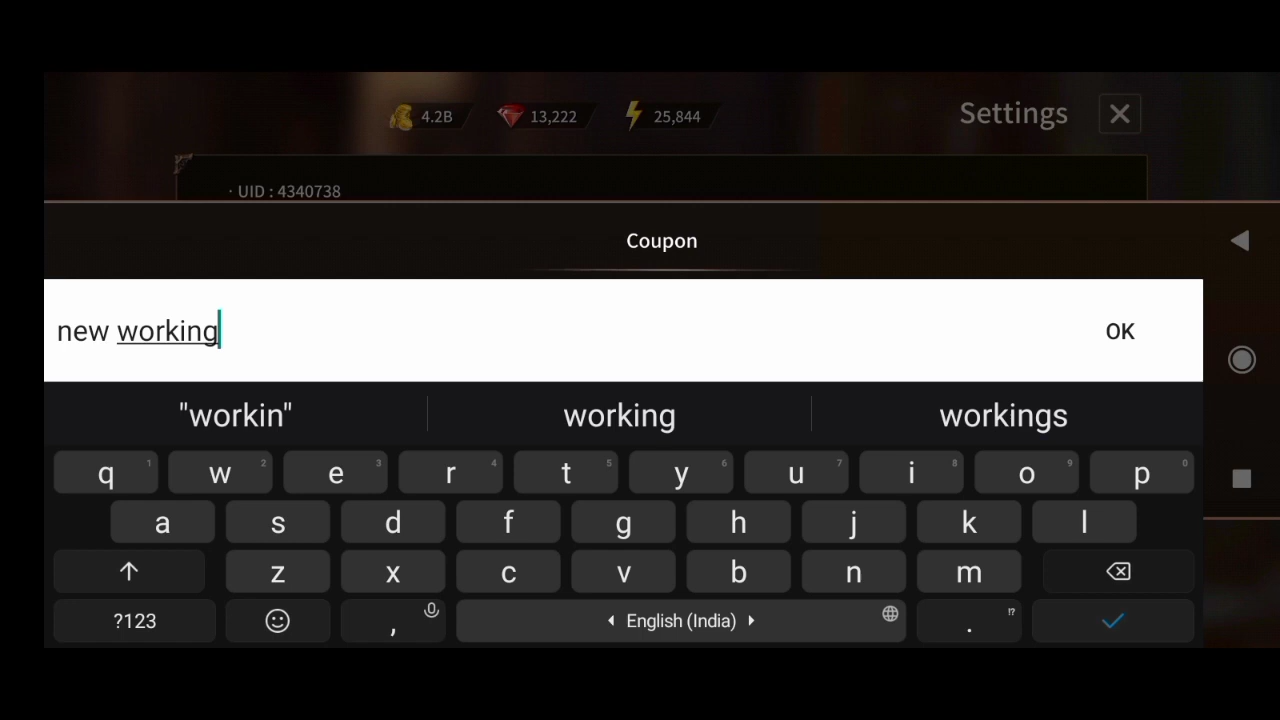 4.2B 13,222 25,844 Settings
· UID : 4340738
Coupon
new working OK
"workin" working workings
q 1 w 2 e 3 r 4 t 5 y 6 u 7 i 8 o 9 p 0
a s d f g h j k l
z x c v b n m
?123 , English (India) . !?